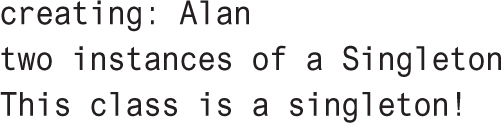 creating: Alan
two instances of a Singleton
This class is a singleton!